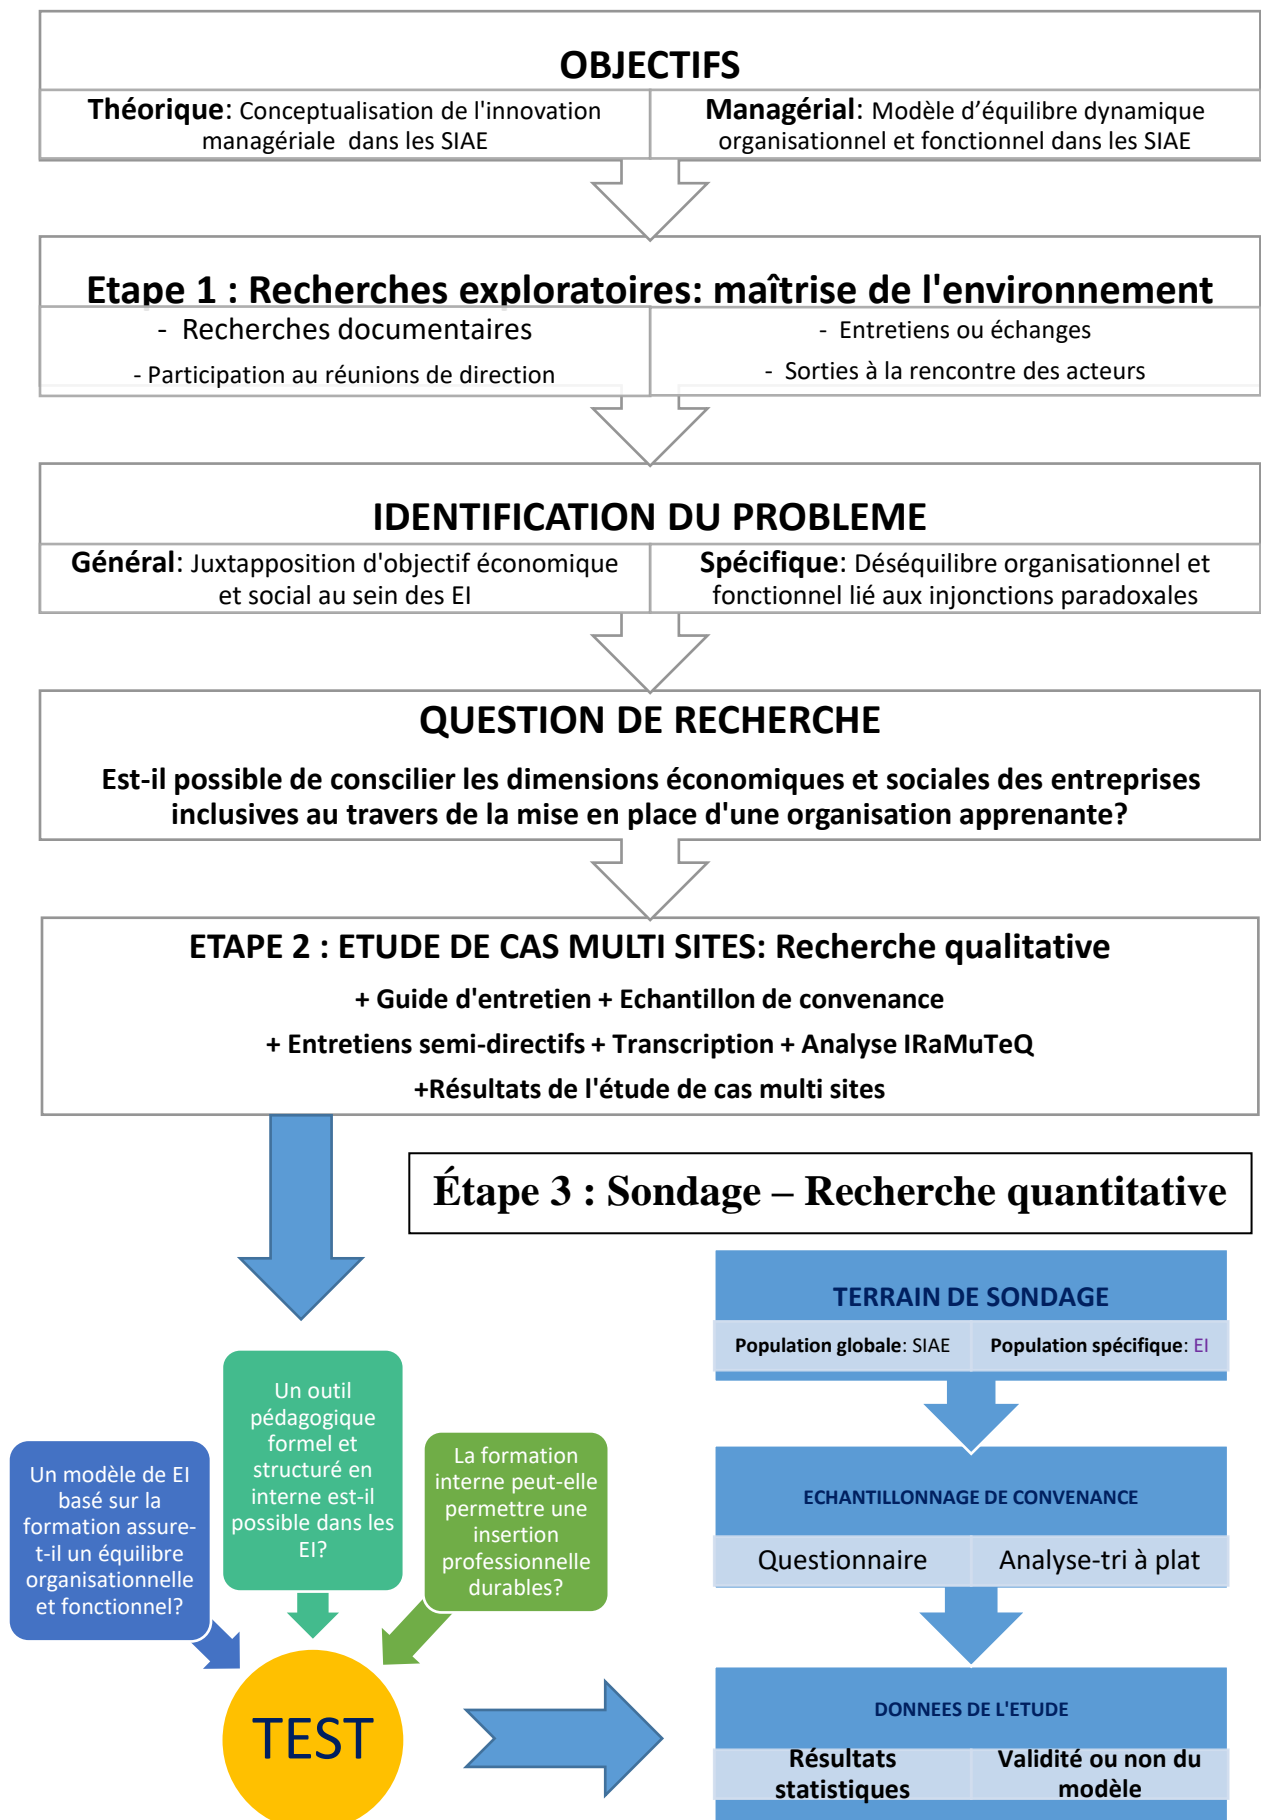 OBJECTIFS
Théorique: Conceptualisation de l'innovation
managériale dans les SIAE
Managérial: Modèle d'équilibre dynamique
organisationnel et fonctionnel dans les SIAE
Etape 1 : Recherches exploratoires: maîtrise de l'environnement
- Recherches documentaires
- Participation au réunions de direction
- Entretiens ou échanges
- Sorties à la rencontre des acteurs
IDENTIFICATION DU PROBLEME
Général: Juxtapposition d'objectif économique
et social au sein des EI
Spécifique: Déséquilibre organisationnel et
fonctionnel lié aux injonctions paradoxales
QUESTION DE RECHERCHE
Est-il possible de conscilier les dimensions économiques et sociales des entreprises
inclusives au travers de la mise en place d'une organisation apprenante?
ETAPE 2 : ETUDE DE CAS MULTI SITES: Recherche qualitative
+ Guide d'entretien + Echantillon de convenance
+ Entretiens semi-directifs + Transcription + Analyse IRaMuTeQ
+Résultats de l'étude de cas multi sites
Étape 3 : Sondage – Recherche quantitative
Un modèle de EI
basé sur la
formation assure-
t-il un équilibre
organisationnelle
et fonctionnel?
Un outil
pédagogique
formel et
structuré en
interne est-il
possible dans les
EI?
La formation
interne peut-elle
permettre une
insertion
professionnelle
durables?
TEST
TERRAIN DE SONDAGE
Population globale: SIAE
Population spécifique: EI
ECHANTILLONNAGE DE CONVENANCE
Questionnaire
Analyse-tri à plat
DONNEES DE L'ETUDE
Résultats
statistiques
Validité ou non du
modèle